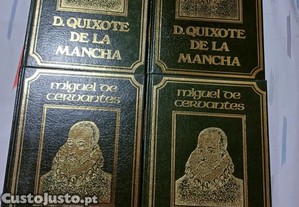 D. QUIXOTE
DE LA
MANCHA
D. QUIXOTE
DE LA
MANCHA
miguel de
cervantes
miguel de
cervantes
Custojusto.pt